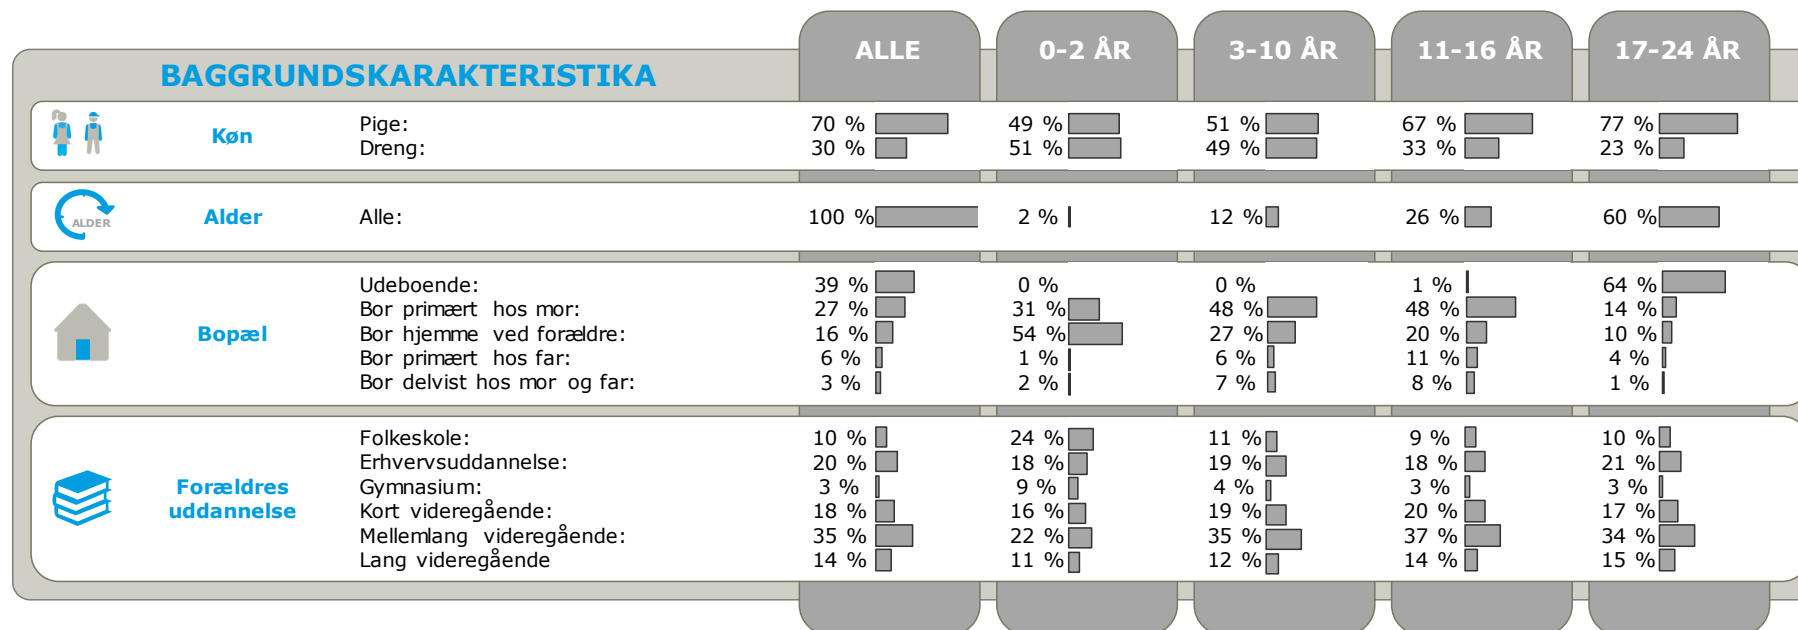 ALLE 0-2 ÅR 3-10 ÅR 11-16 ÅR 17-24 ÅR
BAGGRUNDSKARAKTERISTIKA
Køn
Pige: 70 % 49 % 51 % 67 % 77 %
Dreng: 30 % 51 % 49 % 33 % 23 %
ALDER
Alder
Alle: 100 % 2 % 12 % 26 % 60 %
Bopæl
Udeboende: 39 % 0 % 0 % 1 % 64 %
Bor primært hos mor: 27 % 31 % 48 % 48 % 14 %
Bor hjemme ved forældre: 16 % 54 % 27 % 20 % 10 %
Bor primært hos far: 6 % 1 % 6 % 11 % 4 %
Bor delvist hos mor og far: 3 % 2 % 7 % 8 % 1 %
Forældres
uddannelse
Folkeskole: 10 % 24 % 11 % 9 % 10 %
Erhvervsuddannelse: 20 % 18 % 19 % 18 % 21 %
Gymnasium: 3 % 9 % 4 % 3 % 3 %
Kort videregående: 18 % 16 % 19 % 20 % 17 %
Mellemlang videregående: 35 % 22 % 35 % 37 % 34 %
Lang videregående 14 % 11 % 12 % 14 % 15 %